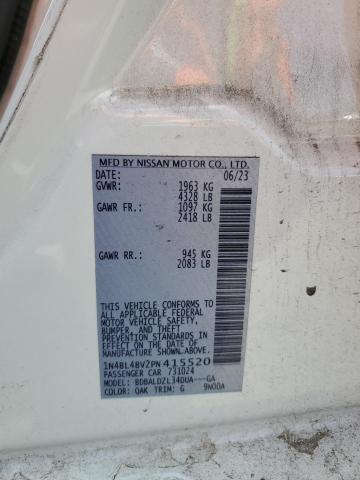 MFD BY NISSAN MOTOR CO., LTD.
DATE: 06/23
GVWR: 1963 KG
4328 LB
GAWR FR.: 1097 KG
2418 LB
GAWR RR.: 945 KG
2083 LB
THIS VEHICLE CONFORMS TO
ALL APPLICABLE FEDERAL
MOTOR VEHICLE SAFETY,
BUMPER, AND THEFT
PREVENTION STANDARDS
IN EFFECT ON THE DATE OF
MANUFACTURE SHOWN ABOVE.
1N4BL4BV2PN415520
PASSENGER CAR 731024
MODEL: BDBALDZL34DUA---GA
COLOR: QAK TRIM: G 9N00A